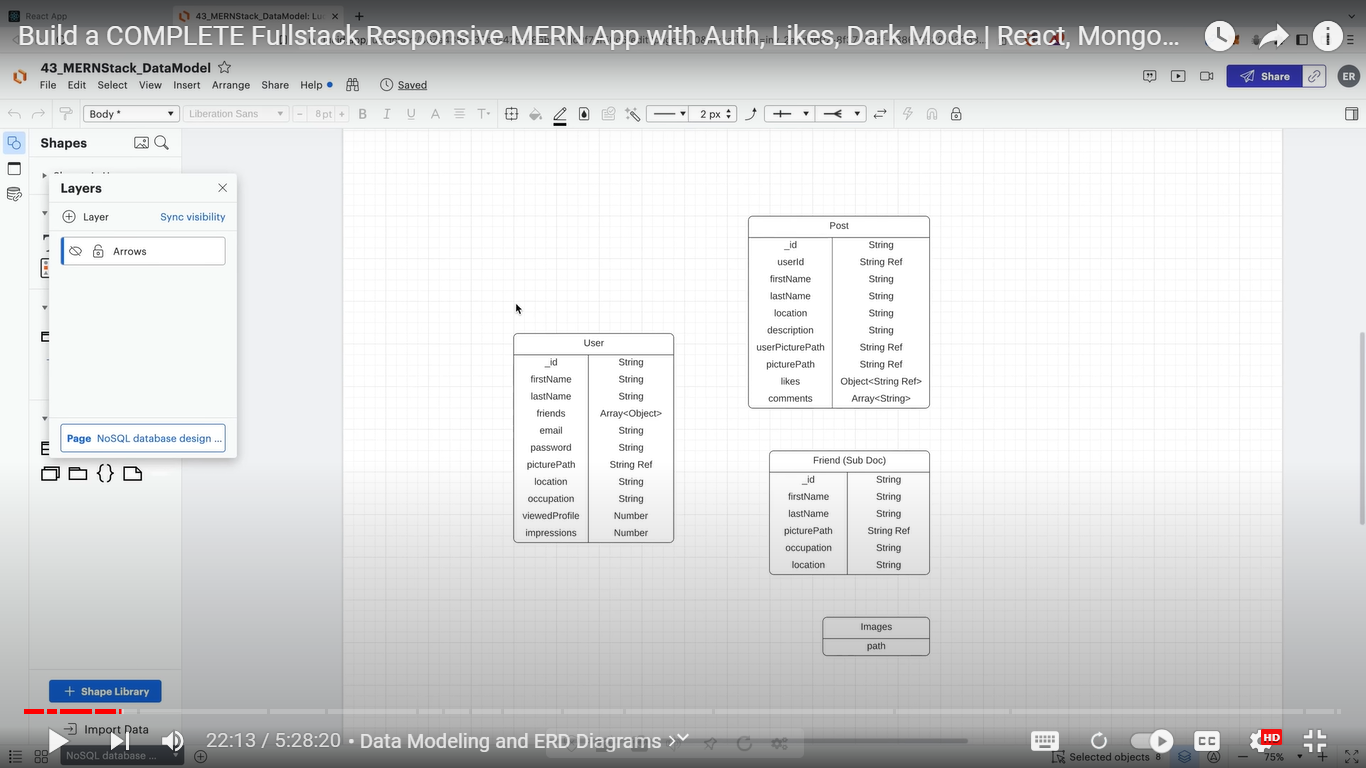 React App
43_MERNStack_DataModel: Lu
Build a COMPLETE Fullstack Responsive MERN App with Auth, Likes, Dark Mode | React, Mongo...
43_MERNStack_DataModel
File Edit Select View Insert Arrange Share Help Saved
Share
ER
Body * Liberation Sans 8 pt 2 px
Shapes
Layers
Layer Sync visibility
Arrows
Page NoSQL database design ...
Post
_id String
userId String Ref
firstName String
lastName String
location String
description String
userPicturePath String Ref
picturePath String Ref
likes Object<String Ref>
comments Array<String>
User
_id String
firstName String
lastName String
friends Array<Object>
email String
password String
picturePath String Ref
location String
occupation String
viewedProfile Number
impressions Number
Friend (Sub Doc)
_id String
firstName String
lastName String
picturePath String Ref
occupation String
location String
Images
path
+ Shape Library
Import Data
22:13 / 5:28:20 • Data Modeling and ERD Diagrams
CC
HD
NoSQL database ...
Selected objects 8
75%